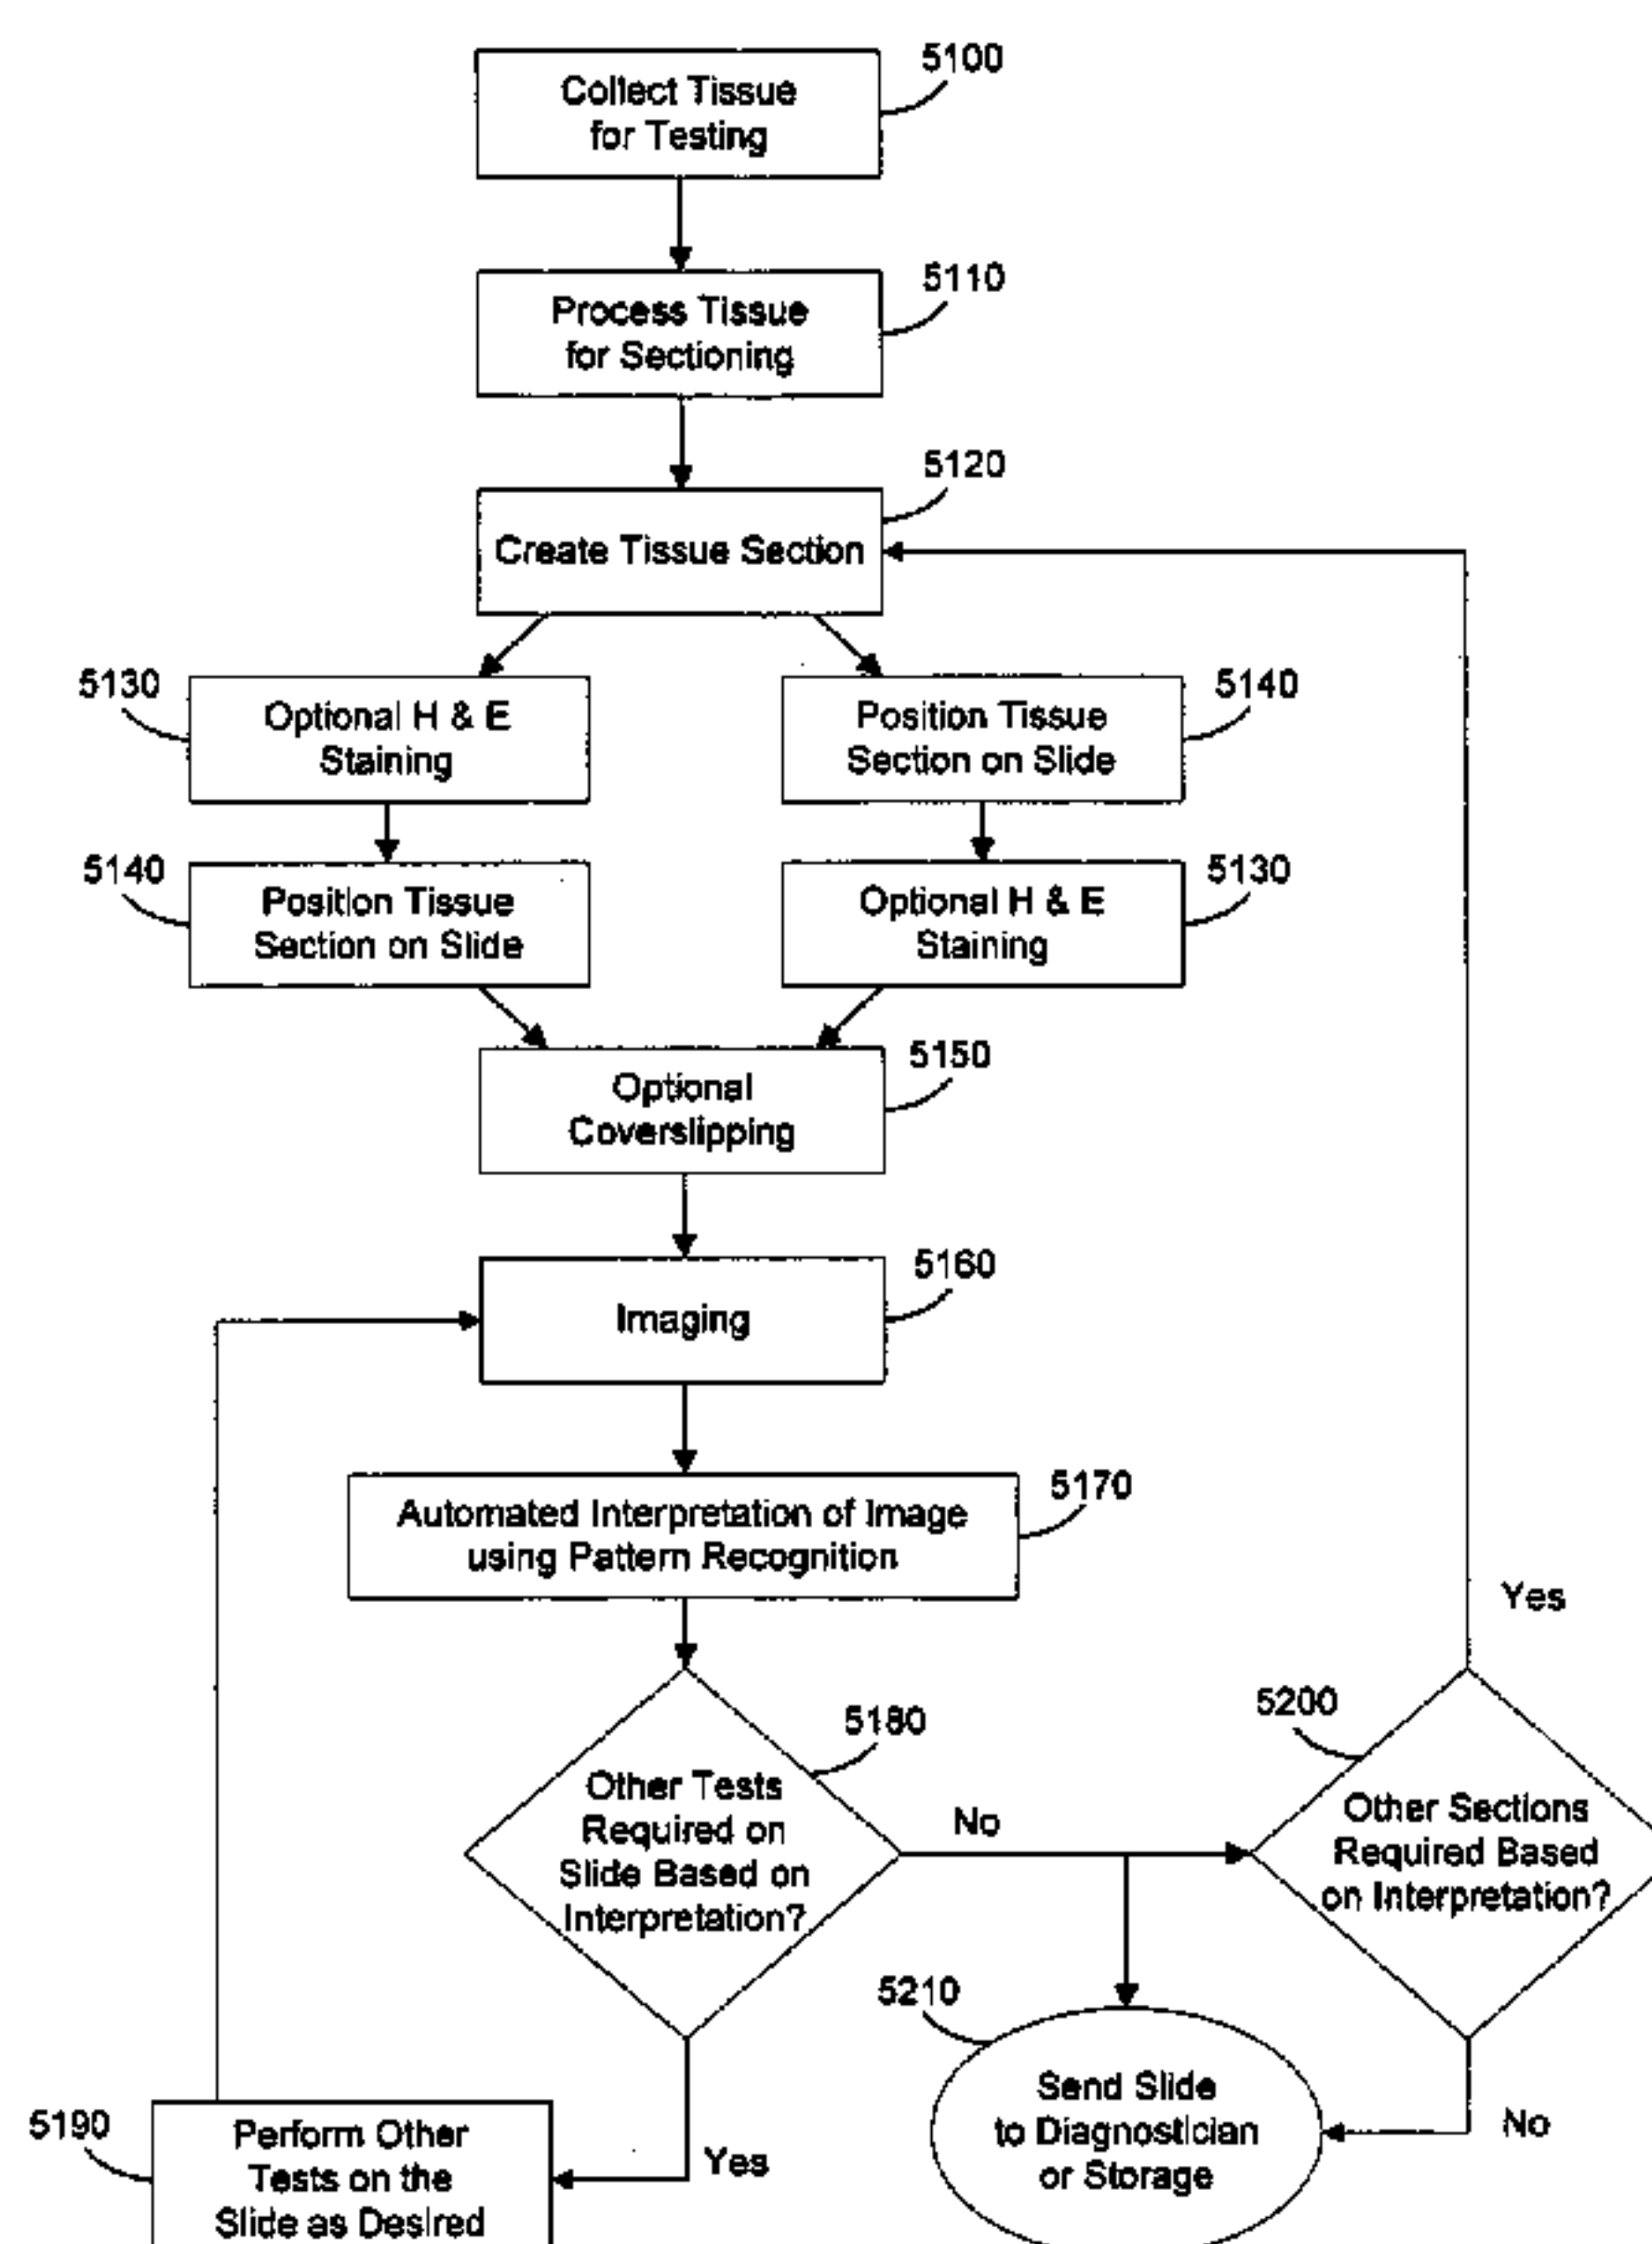 5100
Collect Tissue
for Testing
5110
Process Tissue
for Sectioning
5120
Create Tissue Section
5130
Optional H & E
Staining
5140
Position Tissue
Section on Slide
5140
Position Tissue
Section on Slide
5130
Optional H & E
Staining
5150
Optional
Coverslipping
5160
Imaging
5170
Automated Interpretation of Image
using Pattern Recognition
Yes
5180
Other Tests
Required on
Slide Based on
Interpretation?
No
5200
Other Sections
Required Based
on Interpretation?
5210
Send Slide
to Diagnostician
or Storage
No
5190
Perform Other
Tests on the
Slide as Desired
Yes